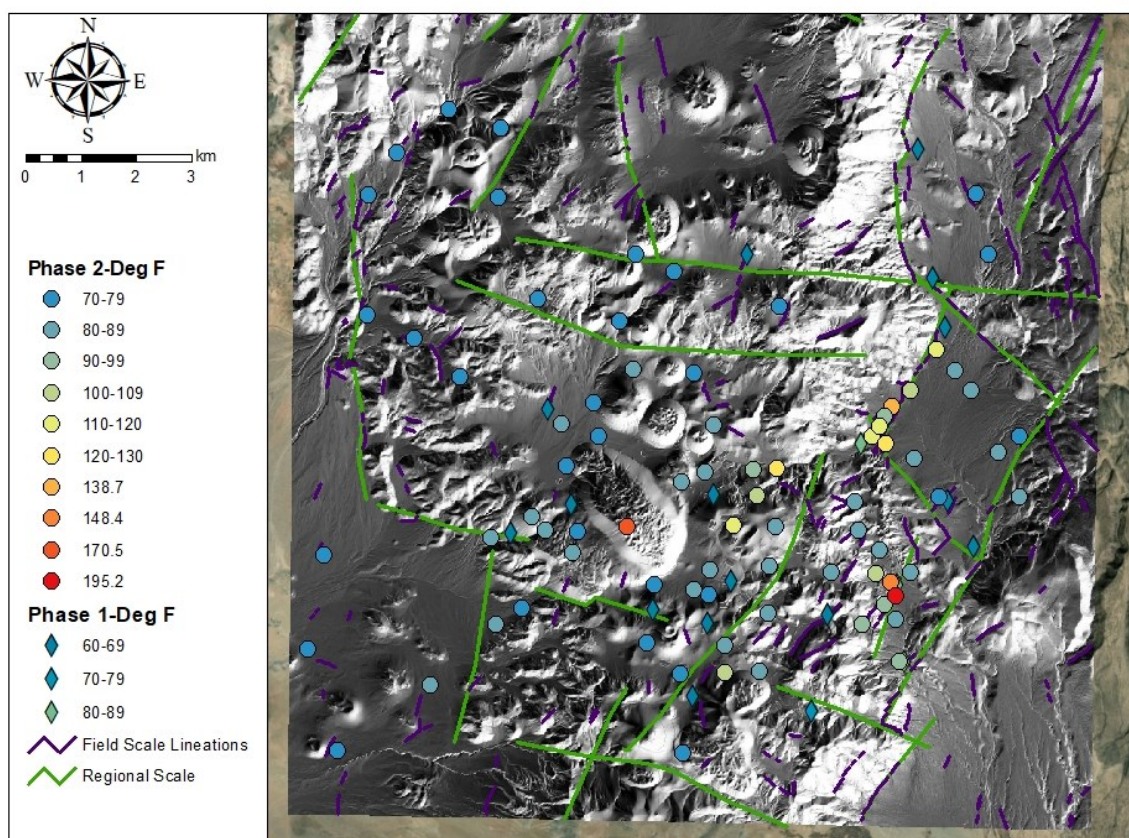 N
W E
S
km
0 1 2 3
Phase 2-Deg F
70-79
80-89
90-99
100-109
110-120
120-130
138.7
148.4
170.5
195.2
Phase 1-Deg F
60-69
70-79
80-89
Field Scale Lineations
Regional Scale